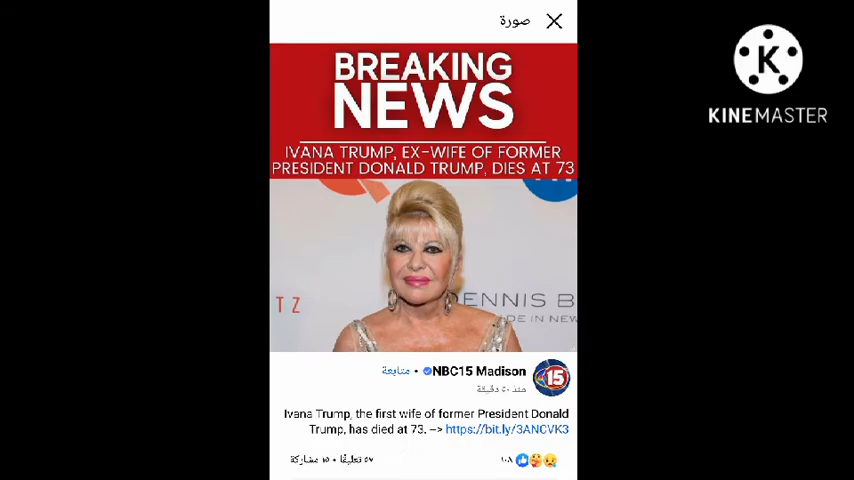 صورة
BREAKING
NEWS
IVANA TRUMP, EX-WIFE OF FORMER
PRESIDENT DONALD TRUMP, DIES AT 73
TZ
DENNIS B
DE IN NEW
NBC15 Madison • متابعة
منذ ٥٠ دقيقة
15
Ivana Trump, the first wife of former President Donald
Trump, has died at 73. --> https://bit.ly/3ANCVK3
١٠٨
٥٧ تعليقًا • ١٥ مشاركة
K
KINEMASTER